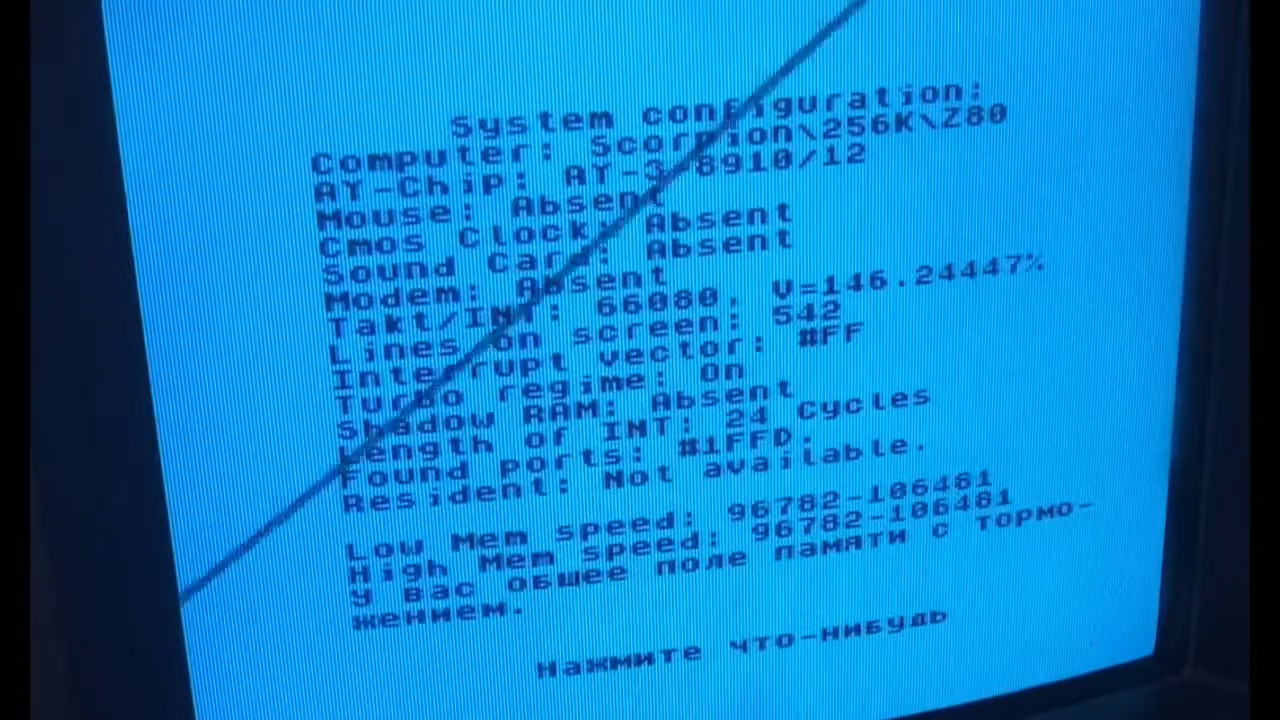 System configuration:
Computer: Scorpion\256K\Z80
AY-Chip: AY-3-8910/12
Mouse: Absent
Cmos Clock: Absent
Sound Card: Absent
Modem: Absent
Takt/INT: 66080, V=146.24447%
Lines on screen: 542
Interrupt vector: #FF
Turbo regime: On
Shadow RAM: Absent
Length of INT: 24 Cycles
Found ports: #1FFD.
Resident: Not available.
Low Mem speed: 96782-106481
High Mem speed: 96782-106481
У вас общее поле памяти с тормо-
жением.
Нажмите что-нибудь